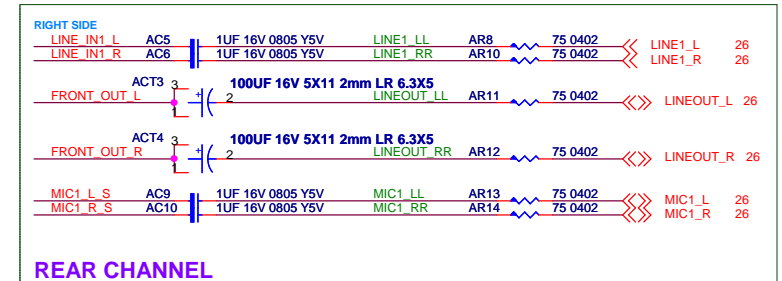 RIGHT SIDE
LINE_IN1_L AC5 1UF 16V 0805 Y5V LINE1_LL AR8 75 0402 LINE1_L 26
LINE_IN1_R AC6 1UF 16V 0805 Y5V LINE1_RR AR10 75 0402 LINE1_R 26
ACT3 3 100UF 16V 5X11 2mm LR 6.3X5
FRONT_OUT_L 1 + 2 LINEOUT_LL AR11 75 0402 LINEOUT_L 26
ACT4 3 100UF 16V 5X11 2mm LR 6.3X5
FRONT_OUT_R 1 + 2 LINEOUT_RR AR12 75 0402 LINEOUT_R 26
MIC1_L_S AC9 1UF 16V 0805 Y5V MIC1_LL AR13 75 0402 MIC1_L 26
MIC1_R_S AC10 1UF 16V 0805 Y5V MIC1_RR AR14 75 0402 MIC1_R 26
REAR CHANNEL